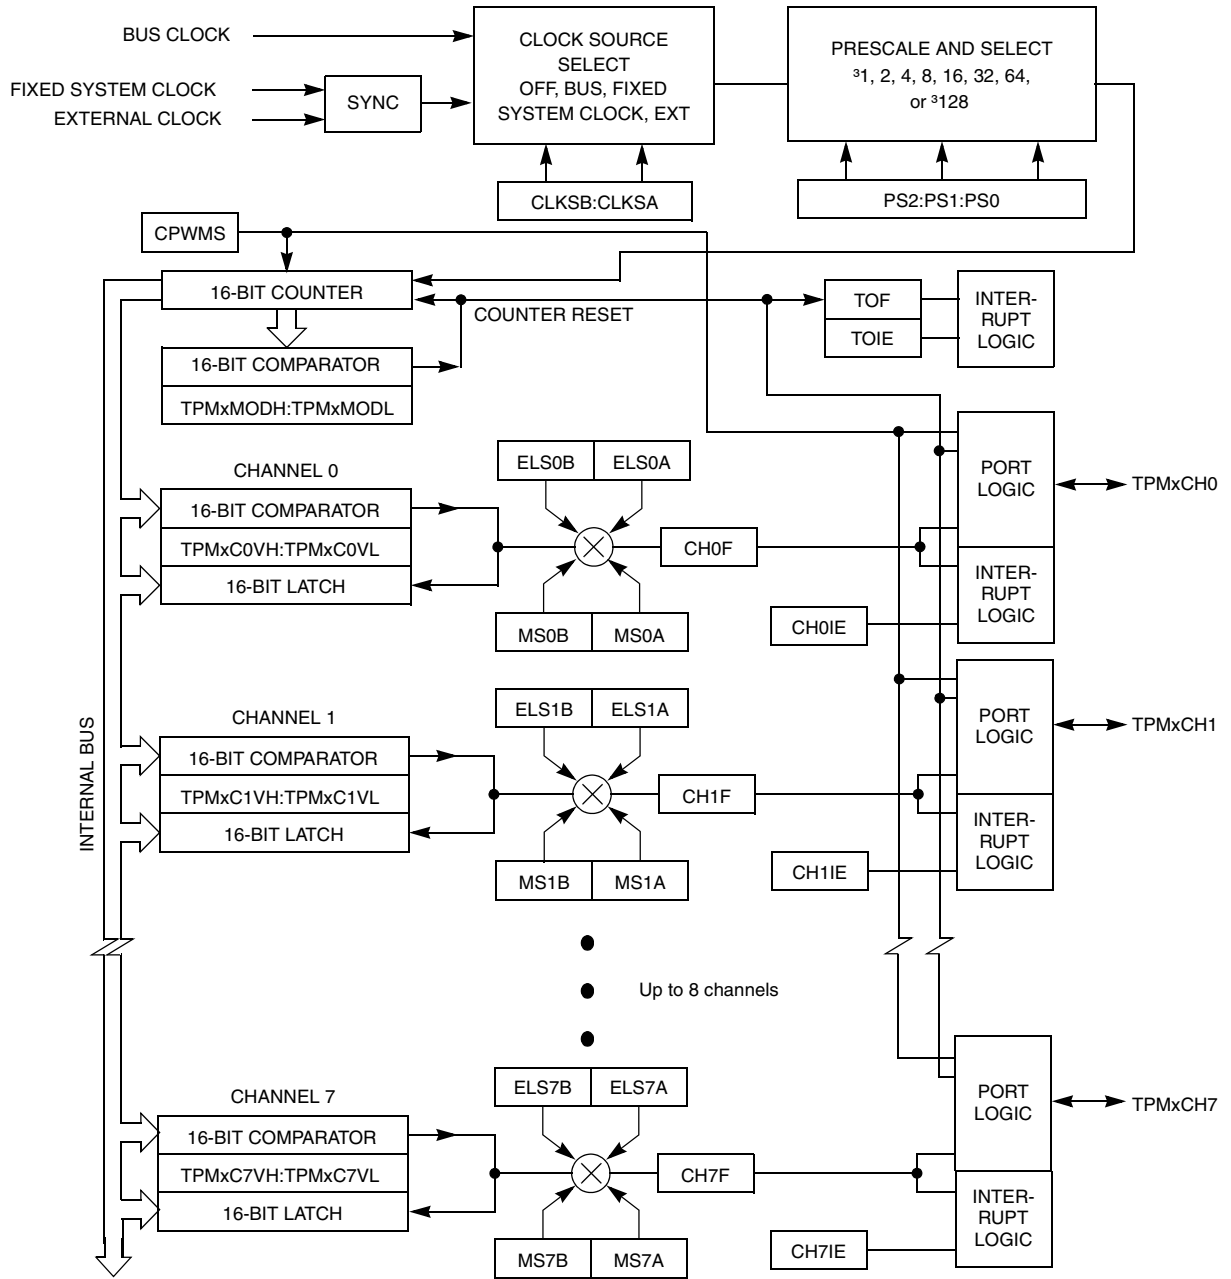 BUS CLOCK
FIXED SYSTEM CLOCK
EXTERNAL CLOCK
SYNC
CLOCK SOURCE
SELECT
OFF, BUS, FIXED
SYSTEM CLOCK, EXT
PRESCALE AND SELECT
³1, 2, 4, 8, 16, 32, 64,
or ³128
CLKSB:CLKSA
PS2:PS1:PS0
CPWMS
16-BIT COUNTER
COUNTER RESET
TOF
TOIE
INTER-
RUPT
LOGIC
16-BIT COMPARATOR
TPMxMODH:TPMxMODL
CHANNEL 0
16-BIT COMPARATOR
TPMxC0VH:TPMxC0VL
16-BIT LATCH
ELS0B
ELS0A
MS0B
MS0A
CH0F
CH0IE
PORT
LOGIC
INTER-
RUPT
LOGIC
TPMxCH0
INTERNAL BUS
CHANNEL 1
16-BIT COMPARATOR
TPMxC1VH:TPMxC1VL
16-BIT LATCH
ELS1B
ELS1A
MS1B
MS1A
CH1F
CH1IE
PORT
LOGIC
INTER-
RUPT
LOGIC
TPMxCH1
Up to 8 channels
CHANNEL 7
16-BIT COMPARATOR
TPMxC7VH:TPMxC7VL
16-BIT LATCH
ELS7B
ELS7A
MS7B
MS7A
CH7F
CH7IE
PORT
LOGIC
INTER-
RUPT
LOGIC
TPMxCH7